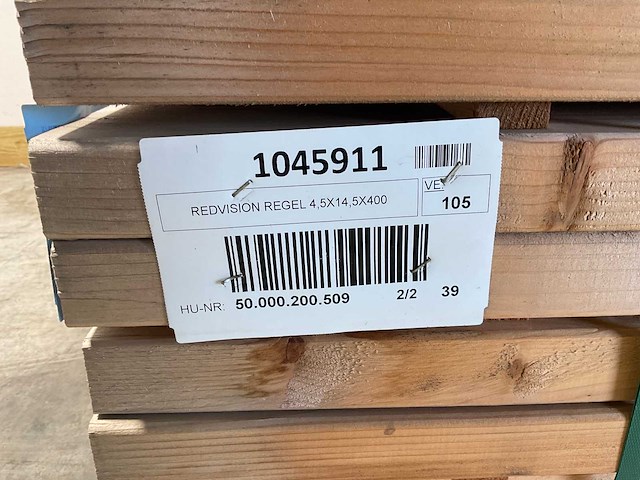 1045911
REDVISION REGEL 4,5X14,5X400
VE:
105
HU-NR: 50.000.200.509 2/2 39